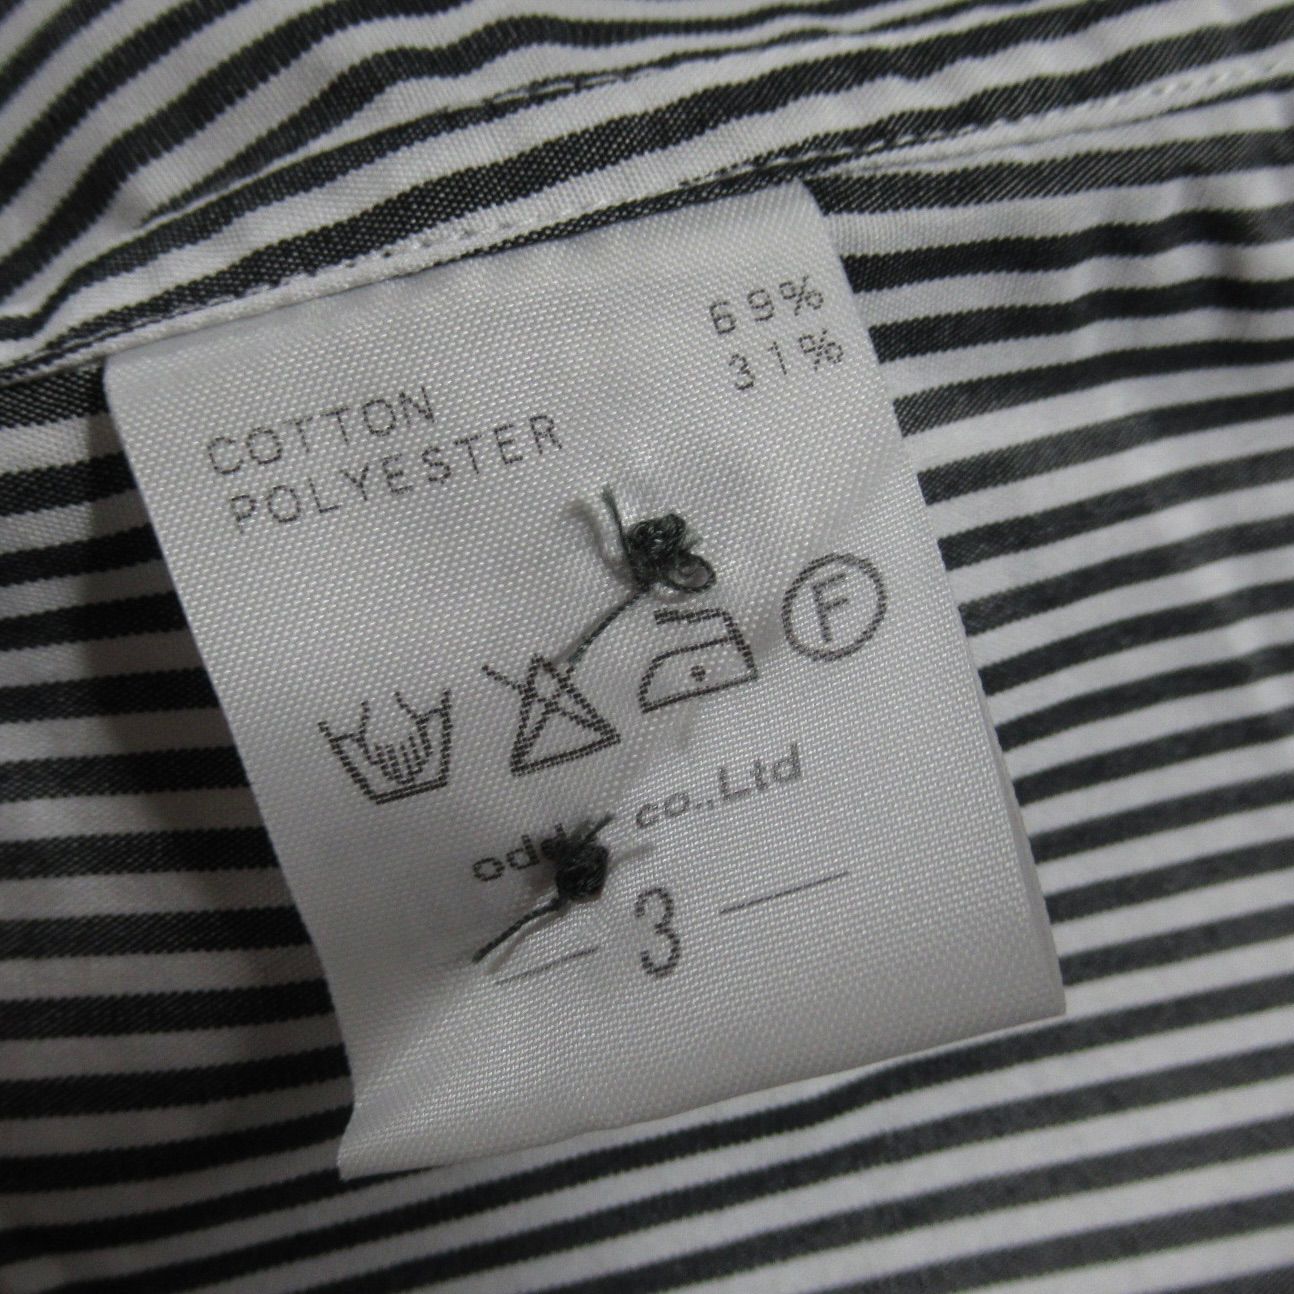 COTTON 69%
POLYESTER 31%
F
co.,Ltd
3